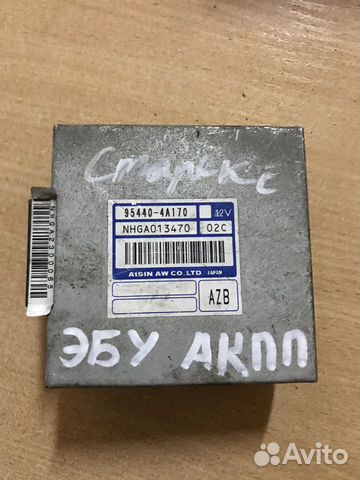 Старекс
95440-4A170 12V
NHGA013470 02C
AISIN AW CO.,LTD JAPAN
AZB
ЭБУ АКПП
Avito